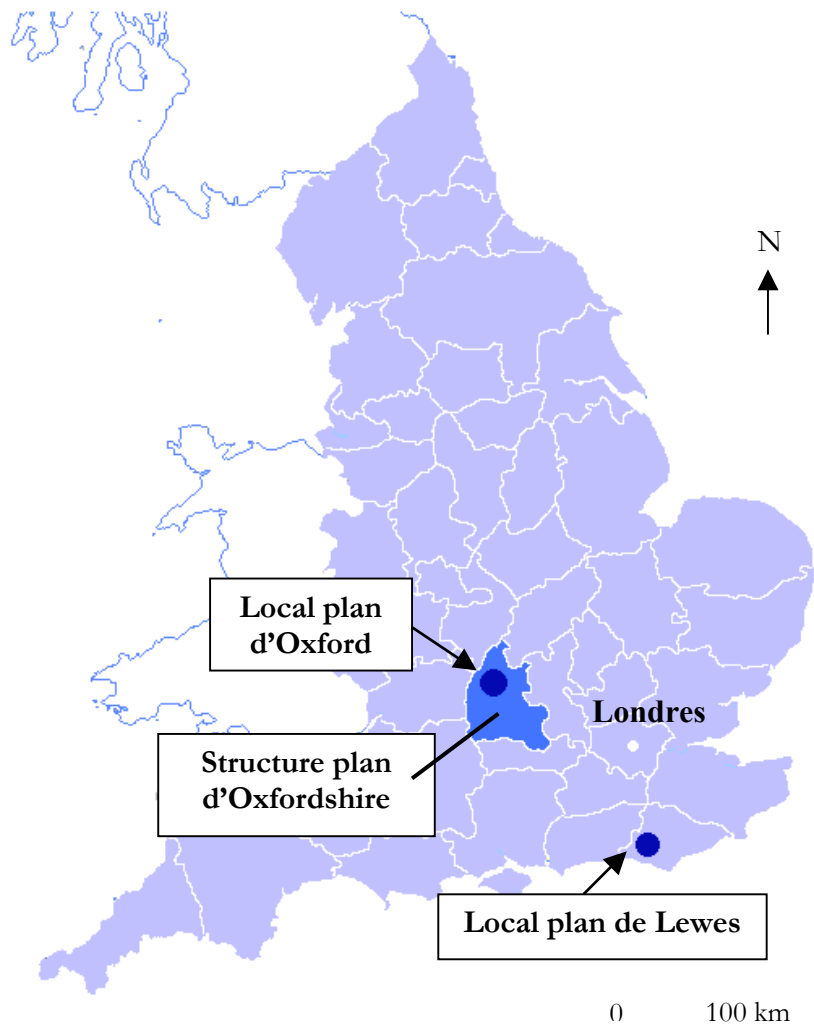 N
Local plan
d’Oxford
Londres
Structure plan
d’Oxfordshire
Local plan de Lewes
0 100 km